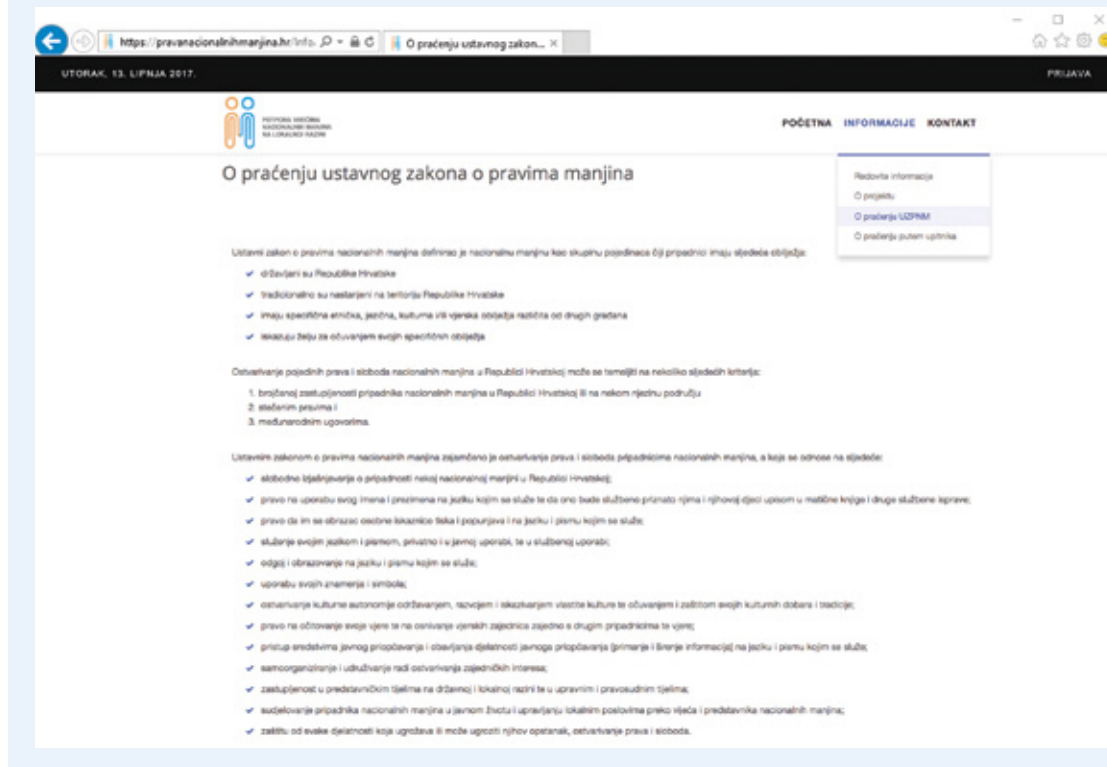 https://pravanacionalnihmanjina.hr/info.
O praćenju ustavnog zakon...
UTORAK, 13. LIPNJA 2017.
PRIJAVA
POTPORA VIJEĆIMA
NACIONALNIH MANJINA
NA LOKALNOJ RAZINI
POČETNA INFORMACIJE KONTAKT
O praćenju ustavnog zakona o pravima manjina
Redovite informacije
O projektu
O praćenju UZPNM
O praćenju putem upitnika
Ustavni zakon o pravima nacionalnih manjina definirao je nacionalnu manjinu kao skupinu pojedinaca čiji pripadnici imaju sljedeća obilježja:
državljani su Republike Hrvatske
tradicionalno su nastanjeni na teritoriju Republike Hrvatske
imaju specifična etnička, jezična, kulturna i/ili vjerska obilježja različita od drugih građana
iskazuju želju za očuvanjem svojih specifičnih obilježja
Ostvarivanje pojedinih prava i sloboda nacionalnih manjina u Republici Hrvatskoj može se temeljiti na nekoliko sljedećih kriterija:
1. brojčanoj zastupljenosti pripadnika nacionalnih manjina u Republici Hrvatskoj ili na nekom njezinu području
2. stečenim pravima i
3. međunarodnim ugovorima.
Ustavnim zakonom o pravima nacionalnih manjina zajamčeno je ostvarivanje prava i sloboda pripadnicima nacionalnih manjina, a koja se odnose na sljedeće:
slobodno izjašnjavanje o pripadnosti nekoj nacionalnoj manjini u Republici Hrvatskoj;
pravo na uporabu svog imena i prezimena na jeziku kojim se služe te da ono bude službeno priznato njima i njihovoj djeci upisom u matične knjige i druge službene isprave;
pravo da im se obrazac osobne iskaznice tiska i popunjava i na jeziku i pismu kojim se služe;
služenje svojim jezikom i pismom, privatno i u javnoj uporabi, te u službenoj uporabi;
odgoj i obrazovanje na jeziku i pismu kojim se služe;
uporabu svojih znamenja i simbola;
ostvarivanje kulturne autonomije održavanjem, razvojem i iskazivanjem vlastite kulture te očuvanjem i zaštitom svojih kulturnih dobara i tradicije;
pravo na očitovanje svoje vjere te na osnivanje vjerskih zajednica zajedno s drugim pripadnicima te vjere;
pristup sredstvima javnog priopćavanja i obavljanja djelatnosti javnoga priopćavanja (primanje i širenje informacija) na jeziku i pismu kojim se služe;
samoorganiziranje i udruživanje radi ostvarivanja zajedničkih interesa;
zastupljenost u predstavničkim tijelima na državnoj i lokalnoj razini te u upravnim i pravosudnim tijelima;
sudjelovanje pripadnika nacionalnih manjina u javnom životu i upravljanju lokalnim poslovima preko vijeća i predstavnika nacionalnih manjina;
zaštitu od svake djelatnosti koja ugrožava ili može ugroziti njihov opstanak, ostvarivanje prava i sloboda.